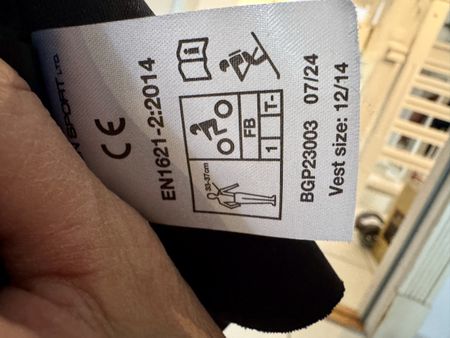 SPORT LTD.
CE
EN1621-2:2014
33-37cm
FB
1 T-
BGP23003 07/24
Vest size: 12/14